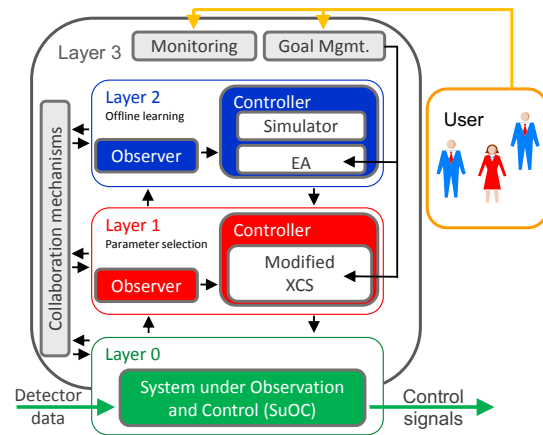 Layer 3
Monitoring
Goal Mgmt.
Layer 2
Offline learning
Observer
Controller
Simulator
EA
User
Collaboration mechanisms
Layer 1
Parameter selection
Observer
Controller
Modified
XCS
Layer 0
System under Observation
and Control (SuOC)
Detector
data
Control
signals